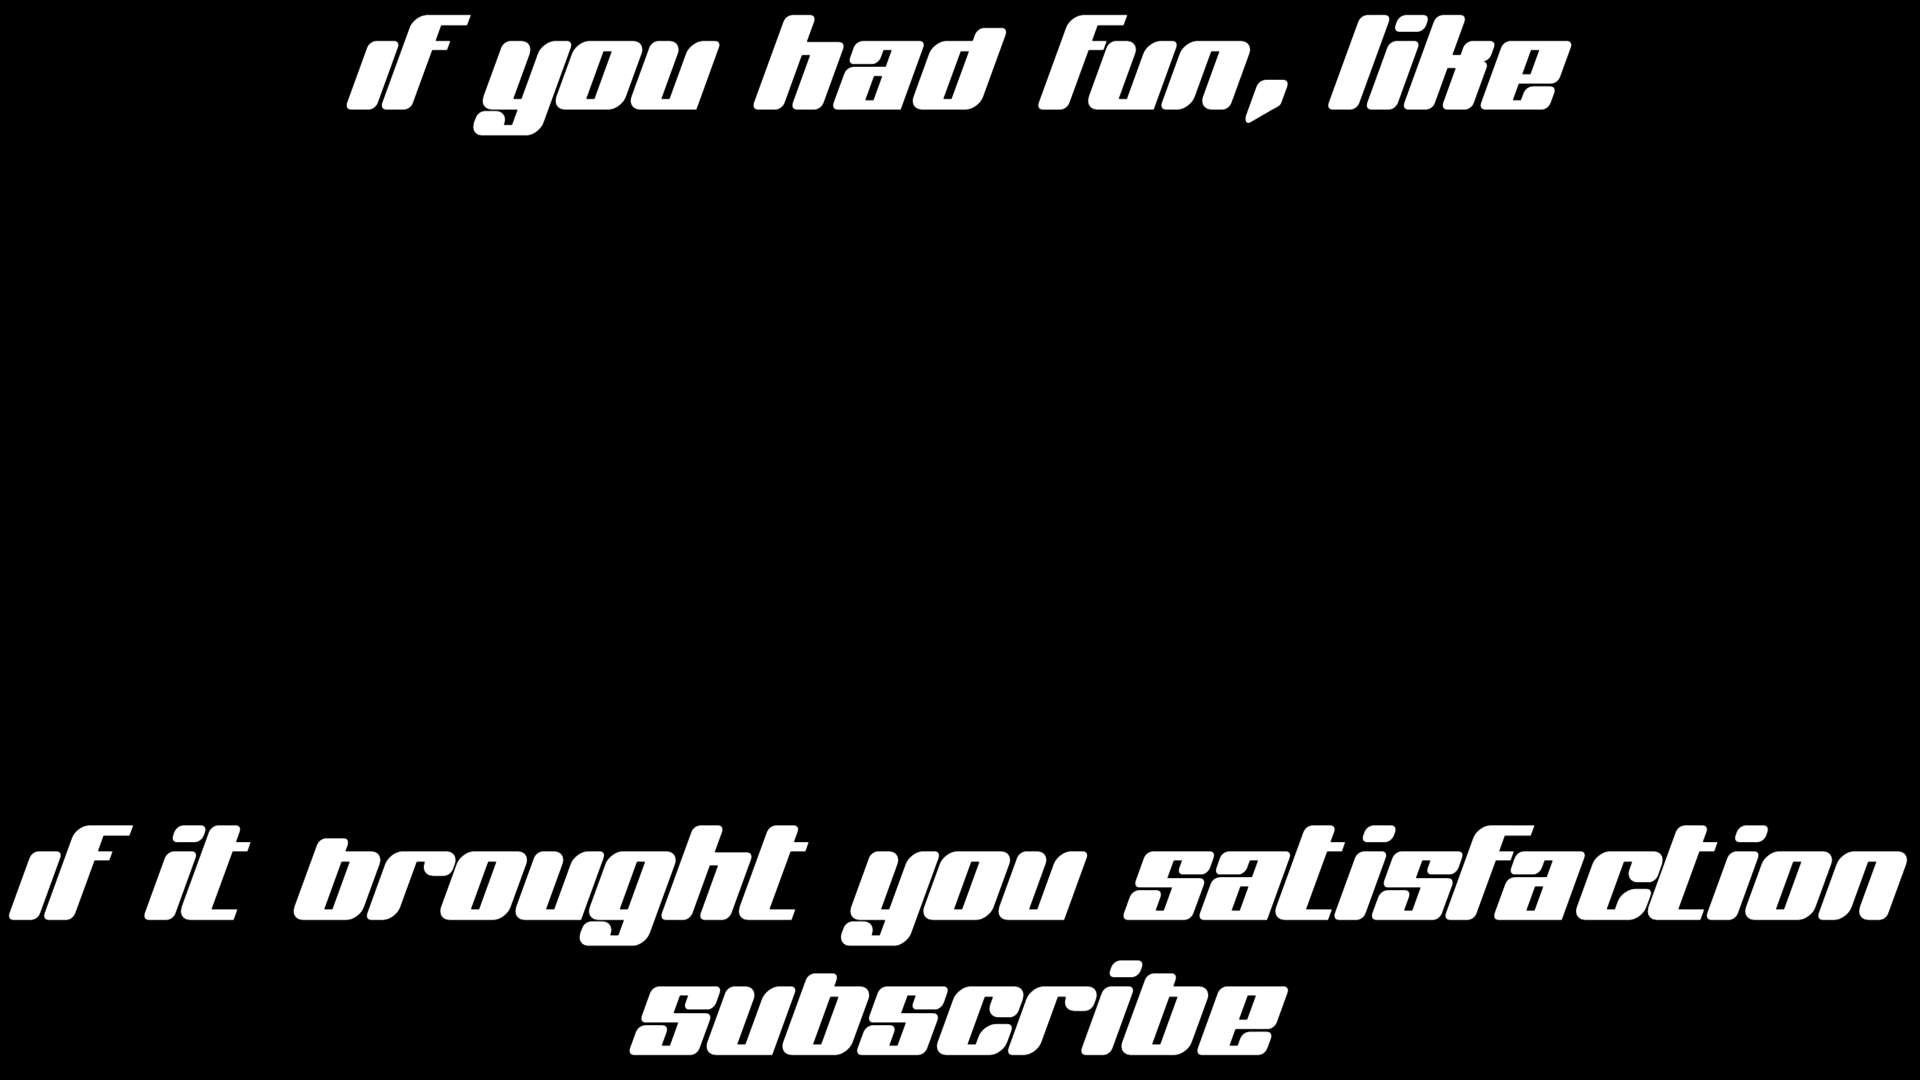 if you had fun, like
if it brought you satisfaction
subscribe